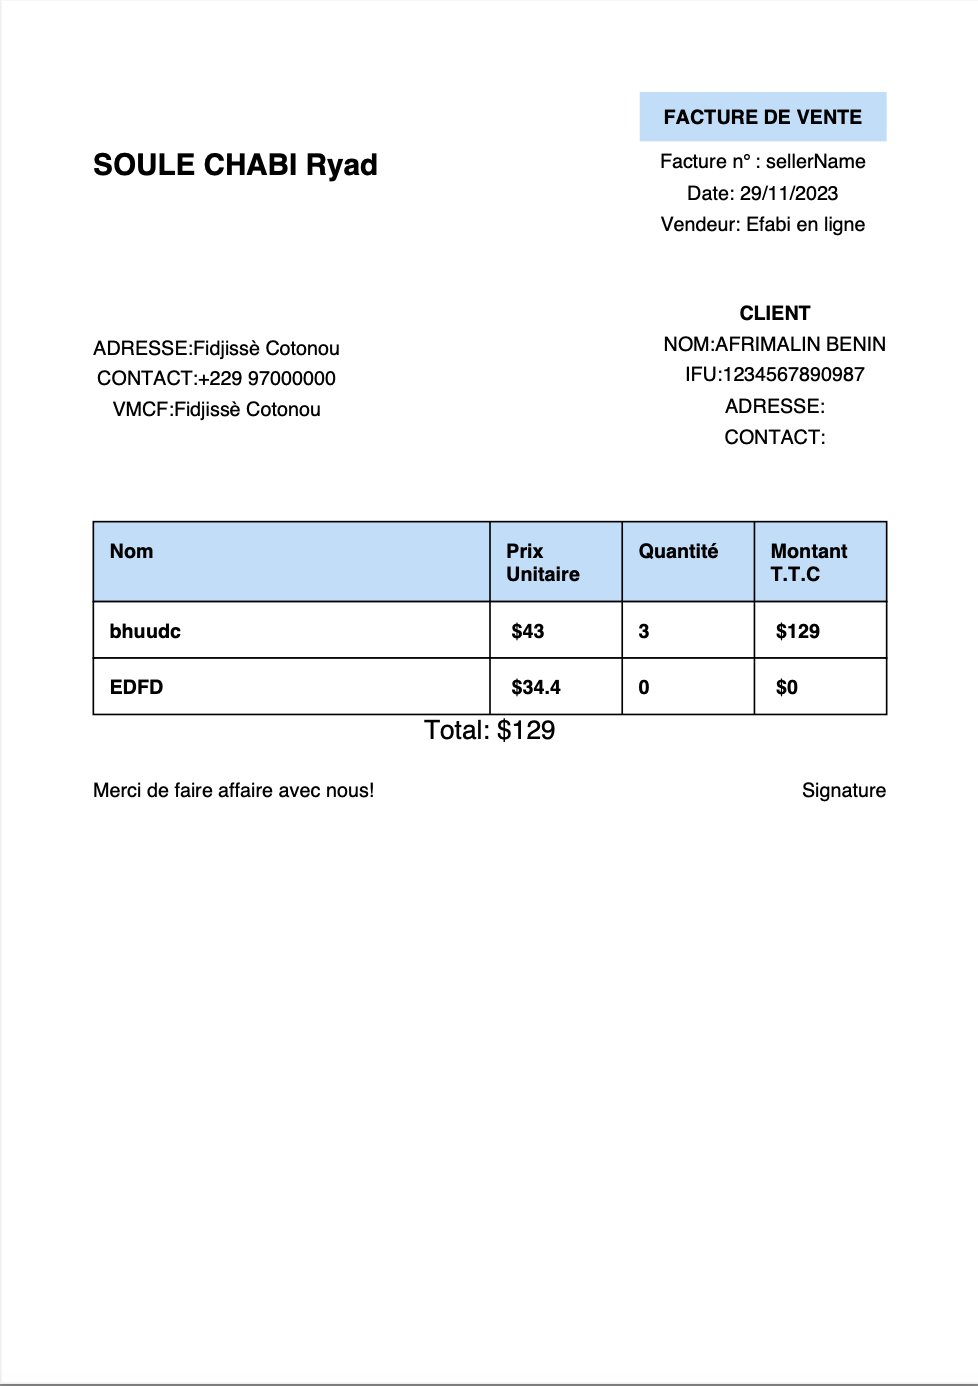 FACTURE DE VENTE
SOULE CHABI Ryad
Facture n° : sellerName
Date: 29/11/2023
Vendeur: Efabi en ligne
ADRESSE:Fidjissè Cotonou
CONTACT:+229 97000000
VMCF:Fidjissè Cotonou
CLIENT
NOM:AFRIMALIN BENIN
IFU:1234567890987
ADRESSE:
CONTACT:
Nom Prix Unitaire Quantité Montant T.T.C
bhuudc $43 3 $129
EDFD $34.4 0 $0
Total: $129
Merci de faire affaire avec nous! Signature